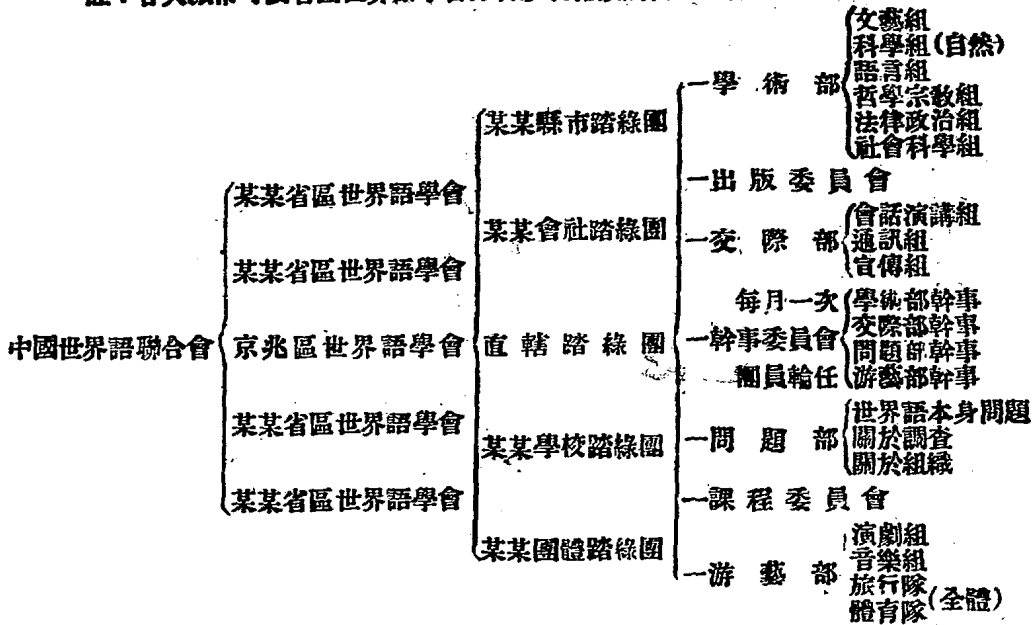 中國世界語聯合會
某某省區世界語學會
某某省區世界語學會
京兆區世界語學會
某某省區世界語學會
某某省區世界語學會
某某縣市踏綠團
某某會社踏綠團
直轄踏綠團
某某學校踏綠團
某某團體踏綠團
一學術部
文藝組
科學組(自然)
語言組
哲學宗教組
法律政治組
社會科學組
一出版委員會
一交際部
會話演講組
通訊組
宣傳組
每月一次
一幹事委員會
團員輪任
學術部幹事
交際部幹事
問題部幹事
游藝部幹事
一問題部
世界語本身問題
關於調查
關於組織
一課程委員會
一游藝部
演劇組
音樂組
旅行隊
體育隊(全體)